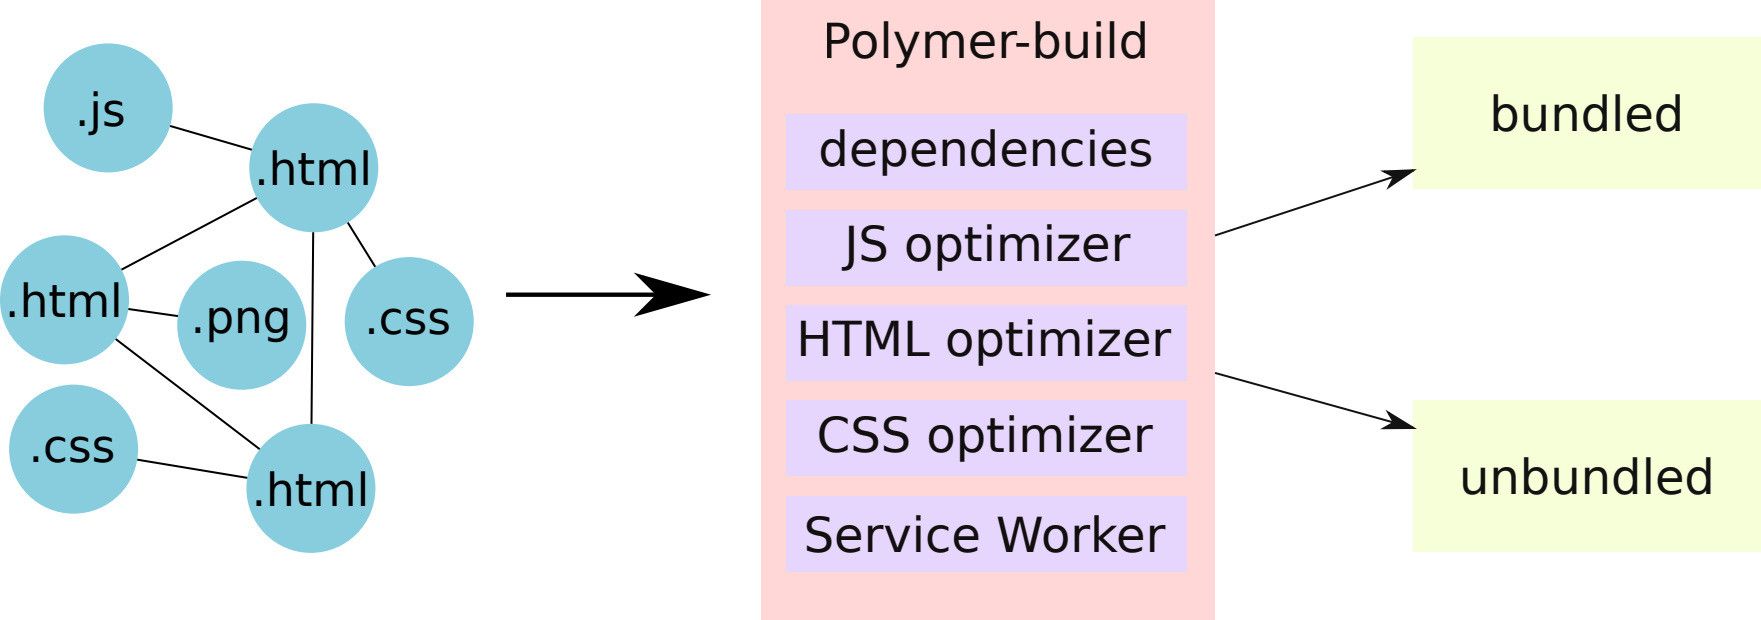 .js
.html
.html
.png
.css
.css
.html
Polymer-build
dependencies
JS optimizer
HTML optimizer
CSS optimizer
Service Worker
bundled
unbundled